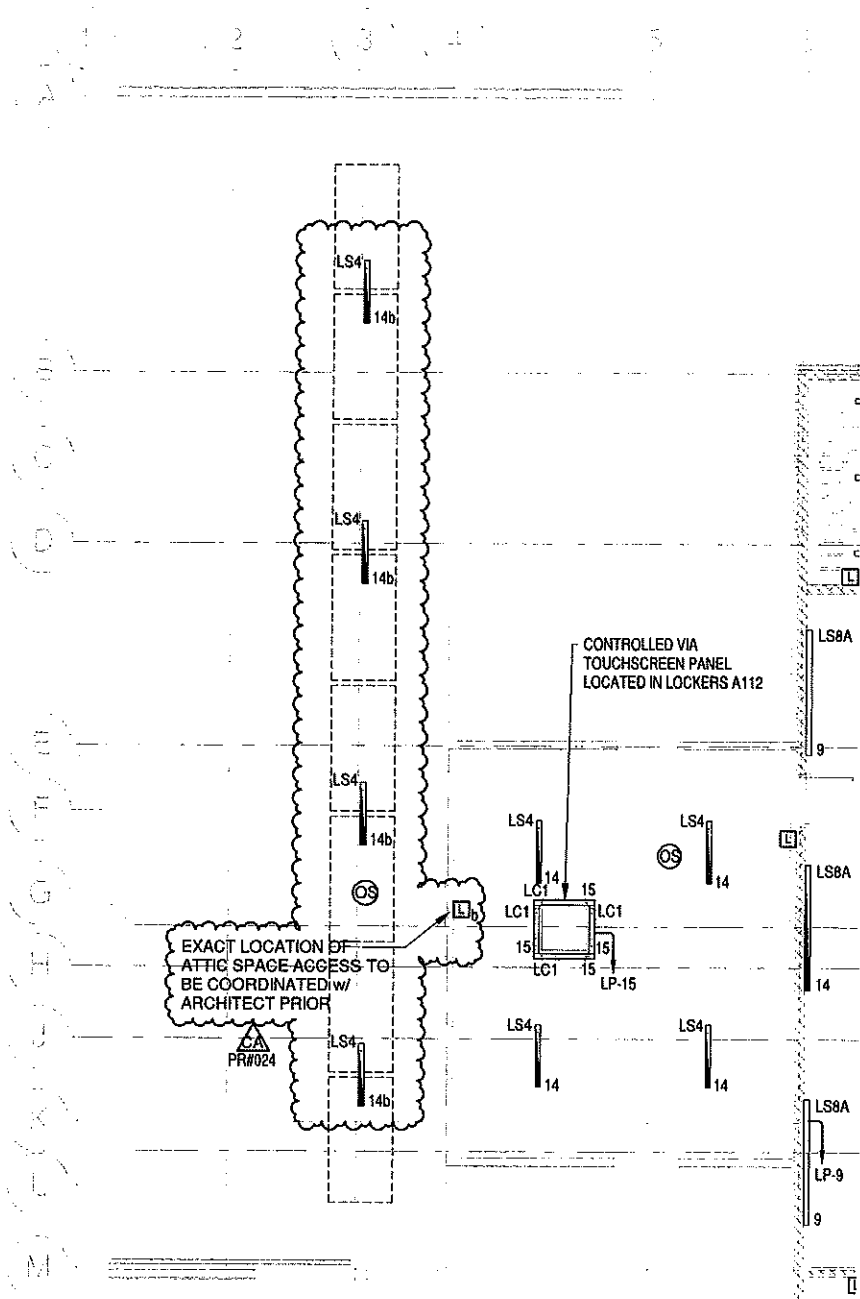 1
2
3
4
5
A
LS4
14b
B
C
LS4
14b
D
L
CONTROLLED VIA
TOUCHSCREEN PANEL
LOCATED IN LOCKERS A112
LS8A
9
E
F
LS4
14b
LS4
14
LS4
14
OS
L
LS8A
14
G
OS
L b
LC1
15
LC1
LC1
15
15
LC1
15
LP-15
H
EXACT LOCATION OF
ATTIC SPACE ACCESS TO
BE COORDINATED w/
ARCHITECT PRIOR
CA
PR#024
J
LS4
14b
LS4
14
LS4
14
K
LS8A
LP-9
9
L
M